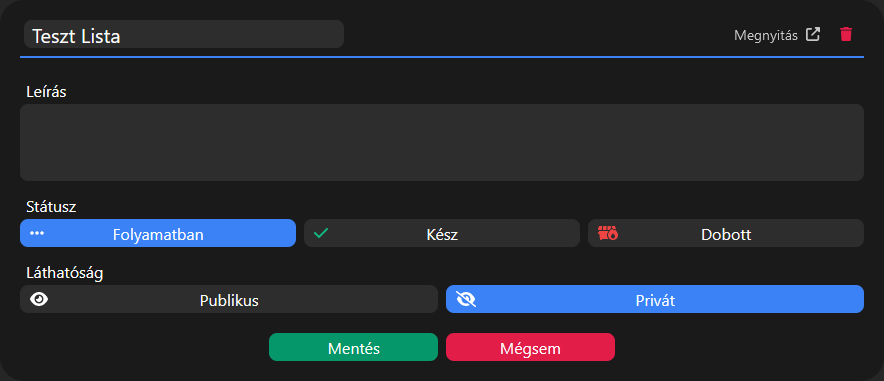 Teszt Lista
Megnyitás
Leírás
Státusz
Folyamatban
Kész
Dobott
Láthatóság
Publikus
Privát
Mentés
Mégsem